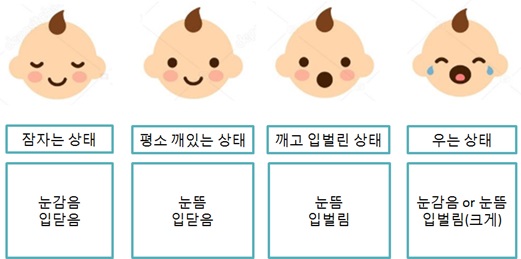 잠자는 상태
평소 깨있는 상태
깨고 입벌린 상태
우는 상태
눈감음
입닫음
눈뜸
입닫음
눈뜸
입벌림
눈감음 or 눈뜸
입벌림(크게)